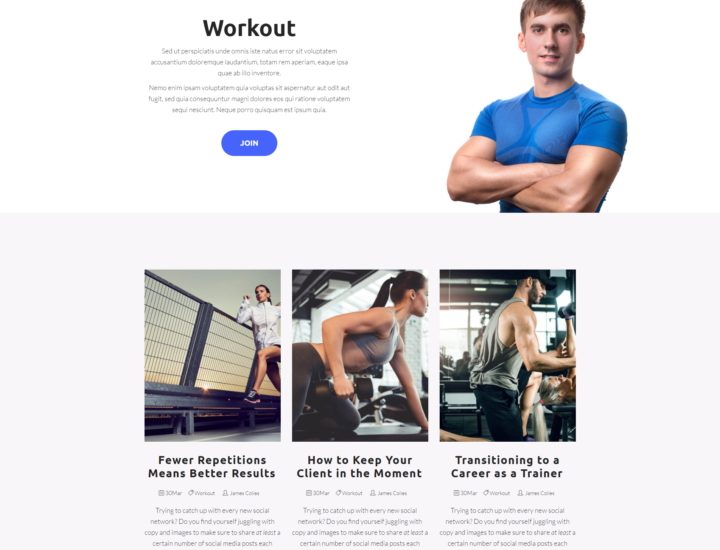 Workout
Sed ut perspiciatis unde omnis iste natus error sit voluptatem
accusantium doloremque laudantium, totam rem aperiam, eaque ipsa
quae ab illo inventore.
Nemo enim ipsam voluptatem quia voluptas sit aspernatur aut odit aut
fugit, sed quia consequuntur magni dolores eos qui ratione voluptatem
sequi nesciunt. Neque porro quisquam est ipsum quia.
JOIN
Fewer Repetitions
Means Better Results
30Mar Workout James Colies
Trying to catch up with every new social
network? Do you find yourself juggling with
copy and images to make sure to share at least a
certain number of social media posts each
How to Keep Your
Client in the Moment
30Mar Workout James Colies
Trying to catch up with every new social
network? Do you find yourself juggling with
copy and images to make sure to share at least a
certain number of social media posts each
Transitioning to a
Career as a Trainer
30Mar Workout James Colies
Trying to catch up with every new social
network? Do you find yourself juggling with
copy and images to make sure to share at least a
certain number of social media posts each